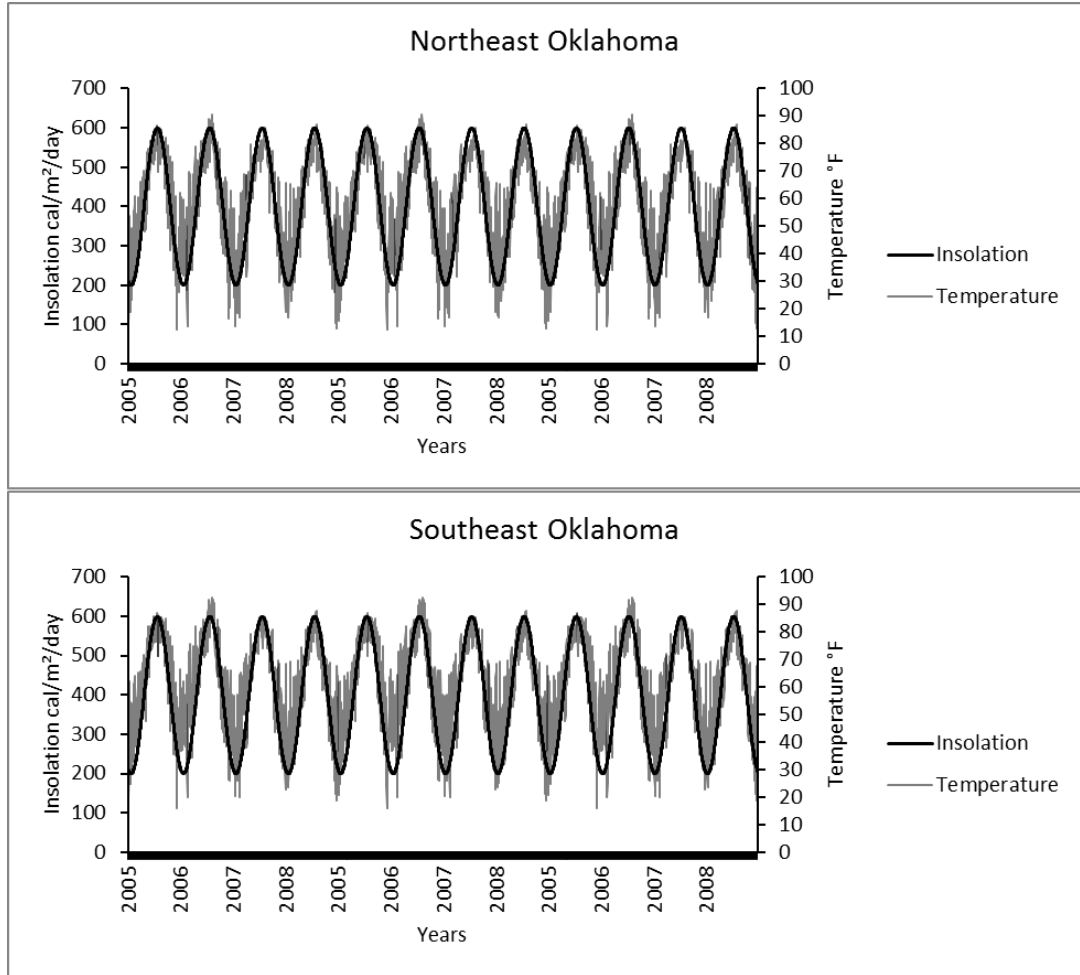 Northeast Oklahoma
Insolation cal/m²/day
700
600
500
400
300
200
100
0
100
90
80
70
60
50
40
30
20
10
0
Temperature °F
2005 2006 2007 2008 2005 2006 2007 2008 2005 2006 2007 2008
Years
Insolation
Temperature
Southeast Oklahoma
Insolation cal/m²/day
700
600
500
400
300
200
100
0
100
90
80
70
60
50
40
30
20
10
0
Temperature °F
2005 2006 2007 2008 2005 2006 2007 2008 2005 2006 2007 2008
Years
Insolation
Temperature